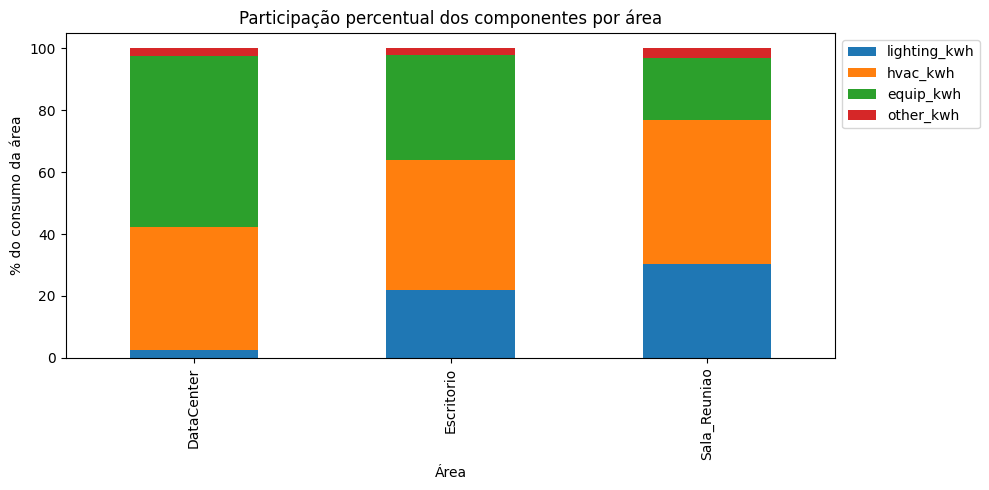 Participação percentual dos componentes por área
% do consumo da área
100
80
60
40
20
0
DataCenter
Escritorio
Sala_Reuniao
Área
lighting_kwh
hvac_kwh
equip_kwh
other_kwh